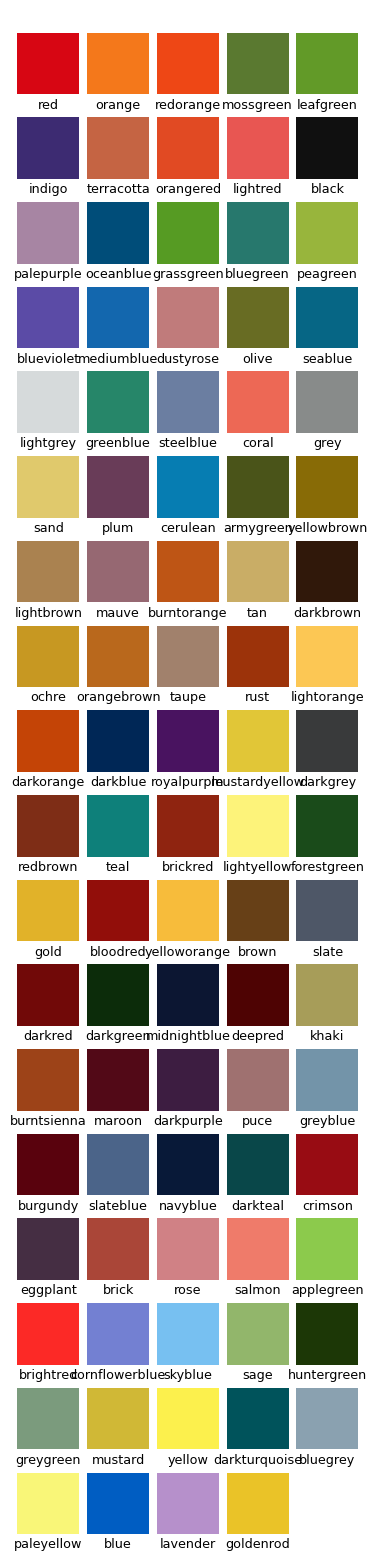 red orange redorange mossgreen leafgreen
indigo terracotta orangered lightred black
palepurple oceanblue grassgreen bluegreen peagreen
blueviolet mediumblue dustyrose olive seablue
lightgrey greenblue steelblue coral grey
sand plum cerulean armygreen yellowbrown
lightbrown mauve burntorange tan darkbrown
ochre orangebrown taupe rust lightorange
darkorange darkblue royalpurple mustardyellow darkgrey
redbrown teal brickred lightyellow forestgreen
gold bloodred yelloworange brown slate
darkred darkgreen midnightblue deepred khaki
burntsienna maroon darkpurple puce greyblue
burgundy slateblue navyblue darkteal crimson
eggplant brick rose salmon applegreen
brightred cornflowerblue skyblue sage huntergreen
greygreen mustard yellow darkturquoise bluegrey
paleyellow blue lavender goldenrod